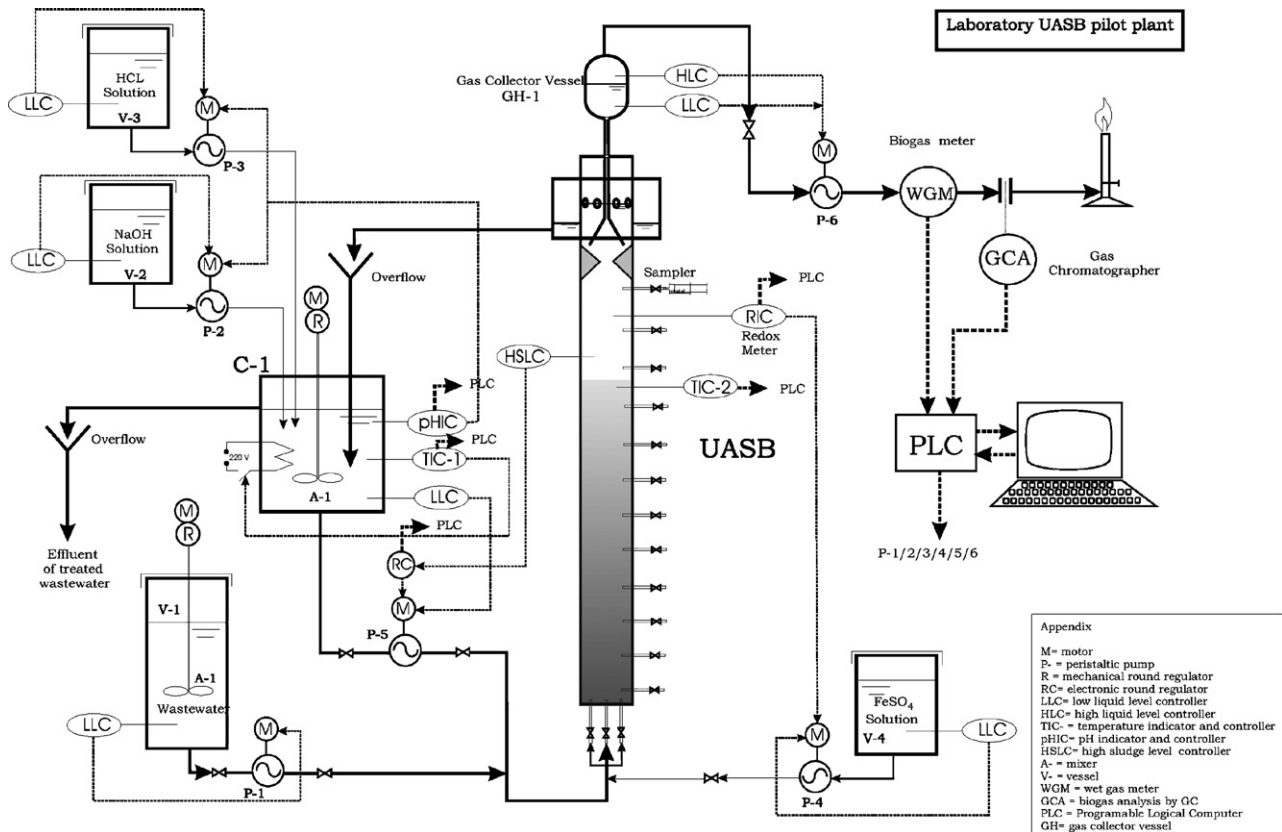 Laboratory UASB pilot plant
HCL
Solution
V-3
LLC
M
P-3
NaOH
Solution
V-2
LLC
M
P-2
Gas Collector Vessel
GH-1
HLC
LLC
M
P-6
Biogas meter
WGM
GCA
Gas
Chromatographer
Overflow
Sampler
PLC
RIC
Redox
Meter
HSLC
TIC-2
PLC
UASB
M
R
C-1
PLC
pHIC
PLC
TIC-1
LLC
220 V
A-1
Overflow
Effluent
of treated
wastewater
PLC
RC
M
P-5
PLC
P-1/2/3/4/5/6
M
R
V-1
A-1
Wastewater
LLC
M
P-1
M
P-4
FeSO4
Solution
V-4
LLC
Appendix
M= motor
P- = peristaltic pump
R = mechanical round regulator
RC= electronic round regulator
LLC= low liquid level controller
HLC= high liquid level controller
TIC- = temperature indicator and controller
pHIC= pH indicator and controller
HSLC= high sludge level controller
A- = mixer
V- = vessel
WGM = wet gas meter
GCA = biogas analysis by GC
PLC = Programable Logical Computer
GH= gas collector vessel